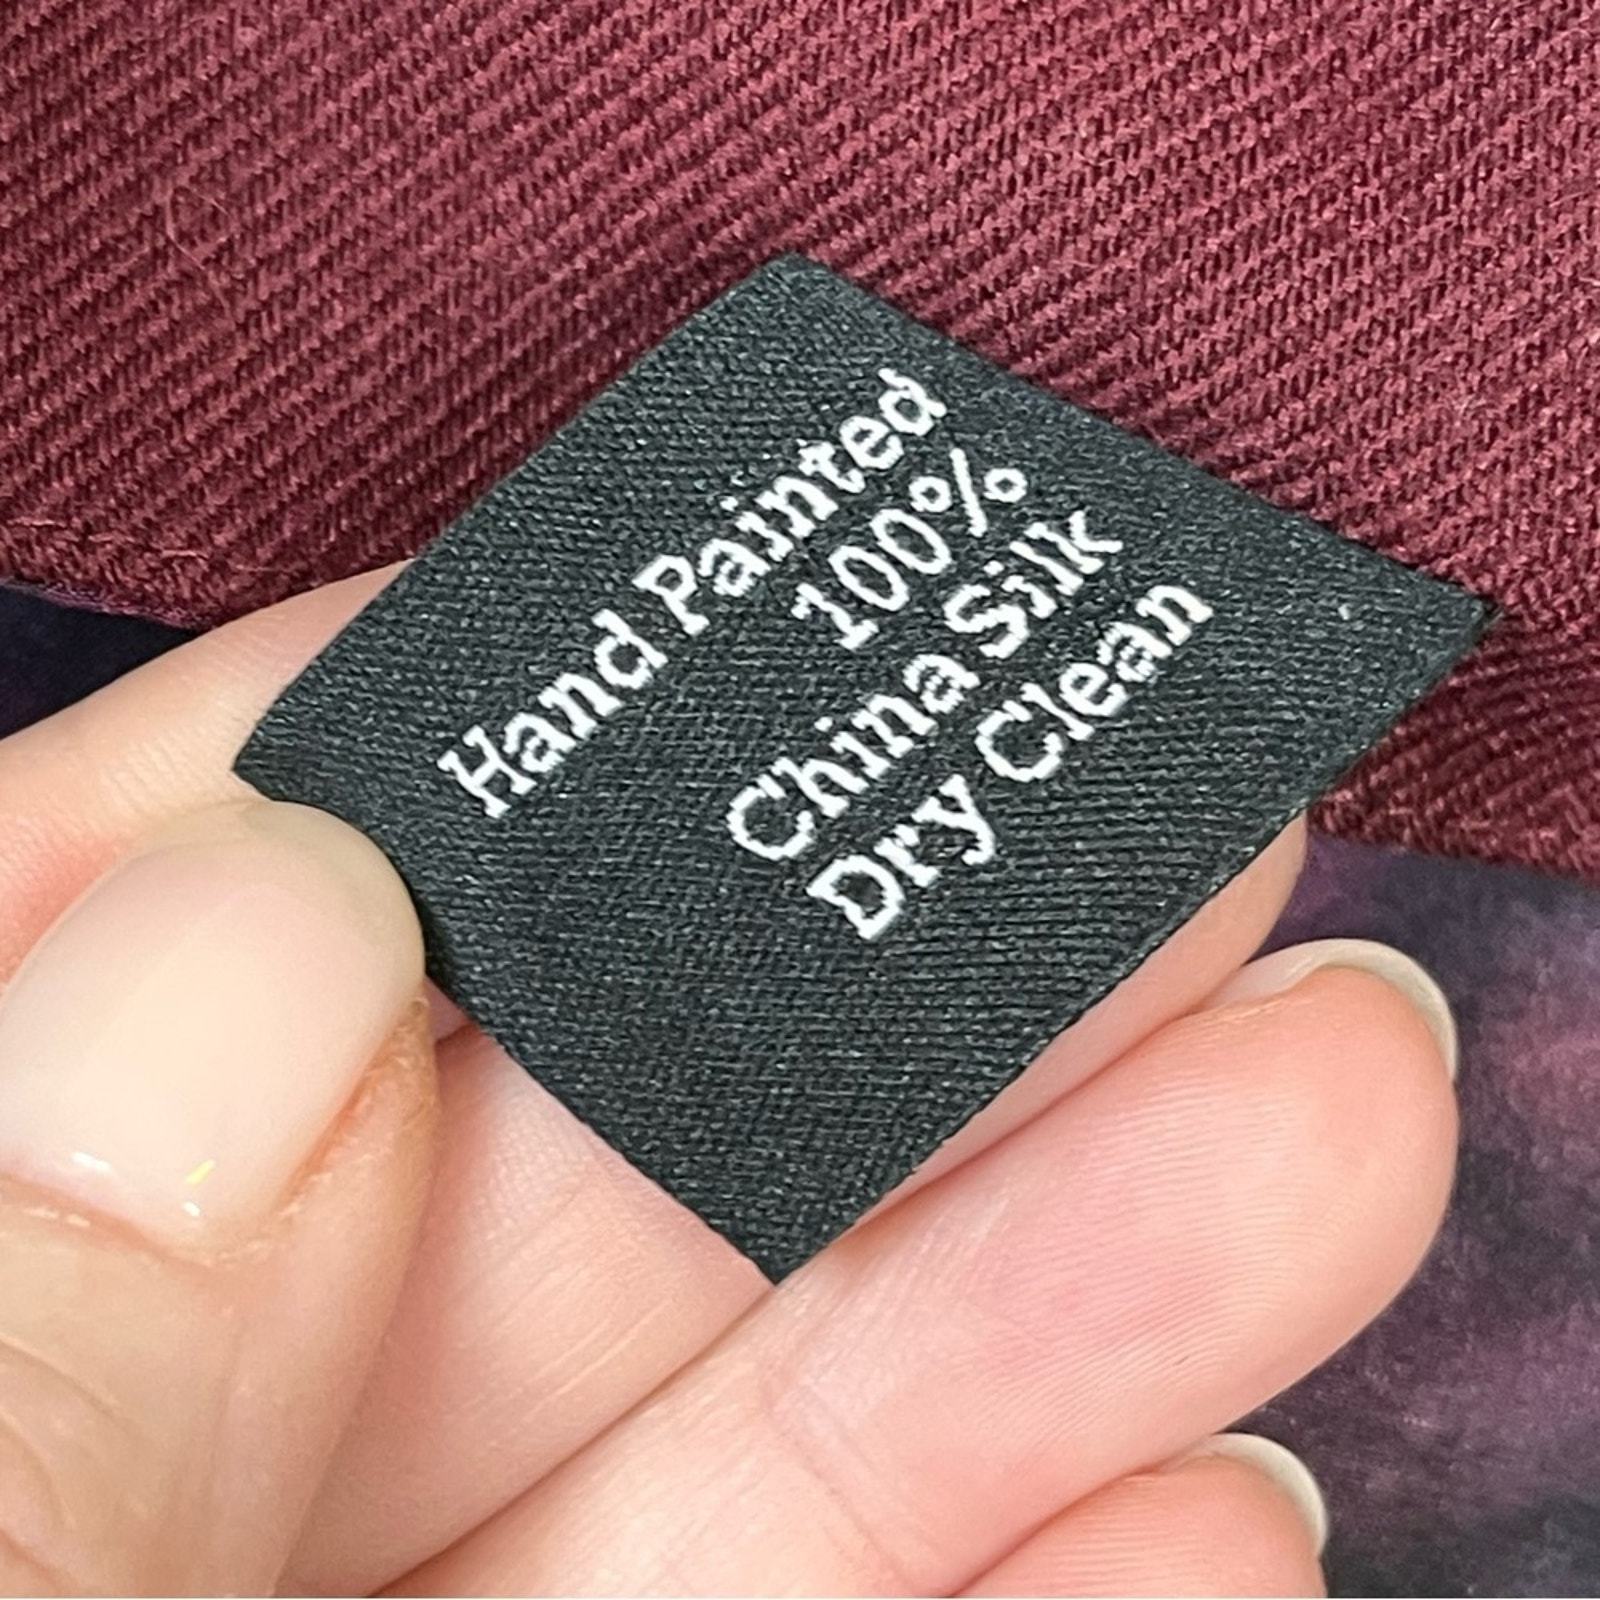 Hand Painted
100%
China Silk
Dry Clean